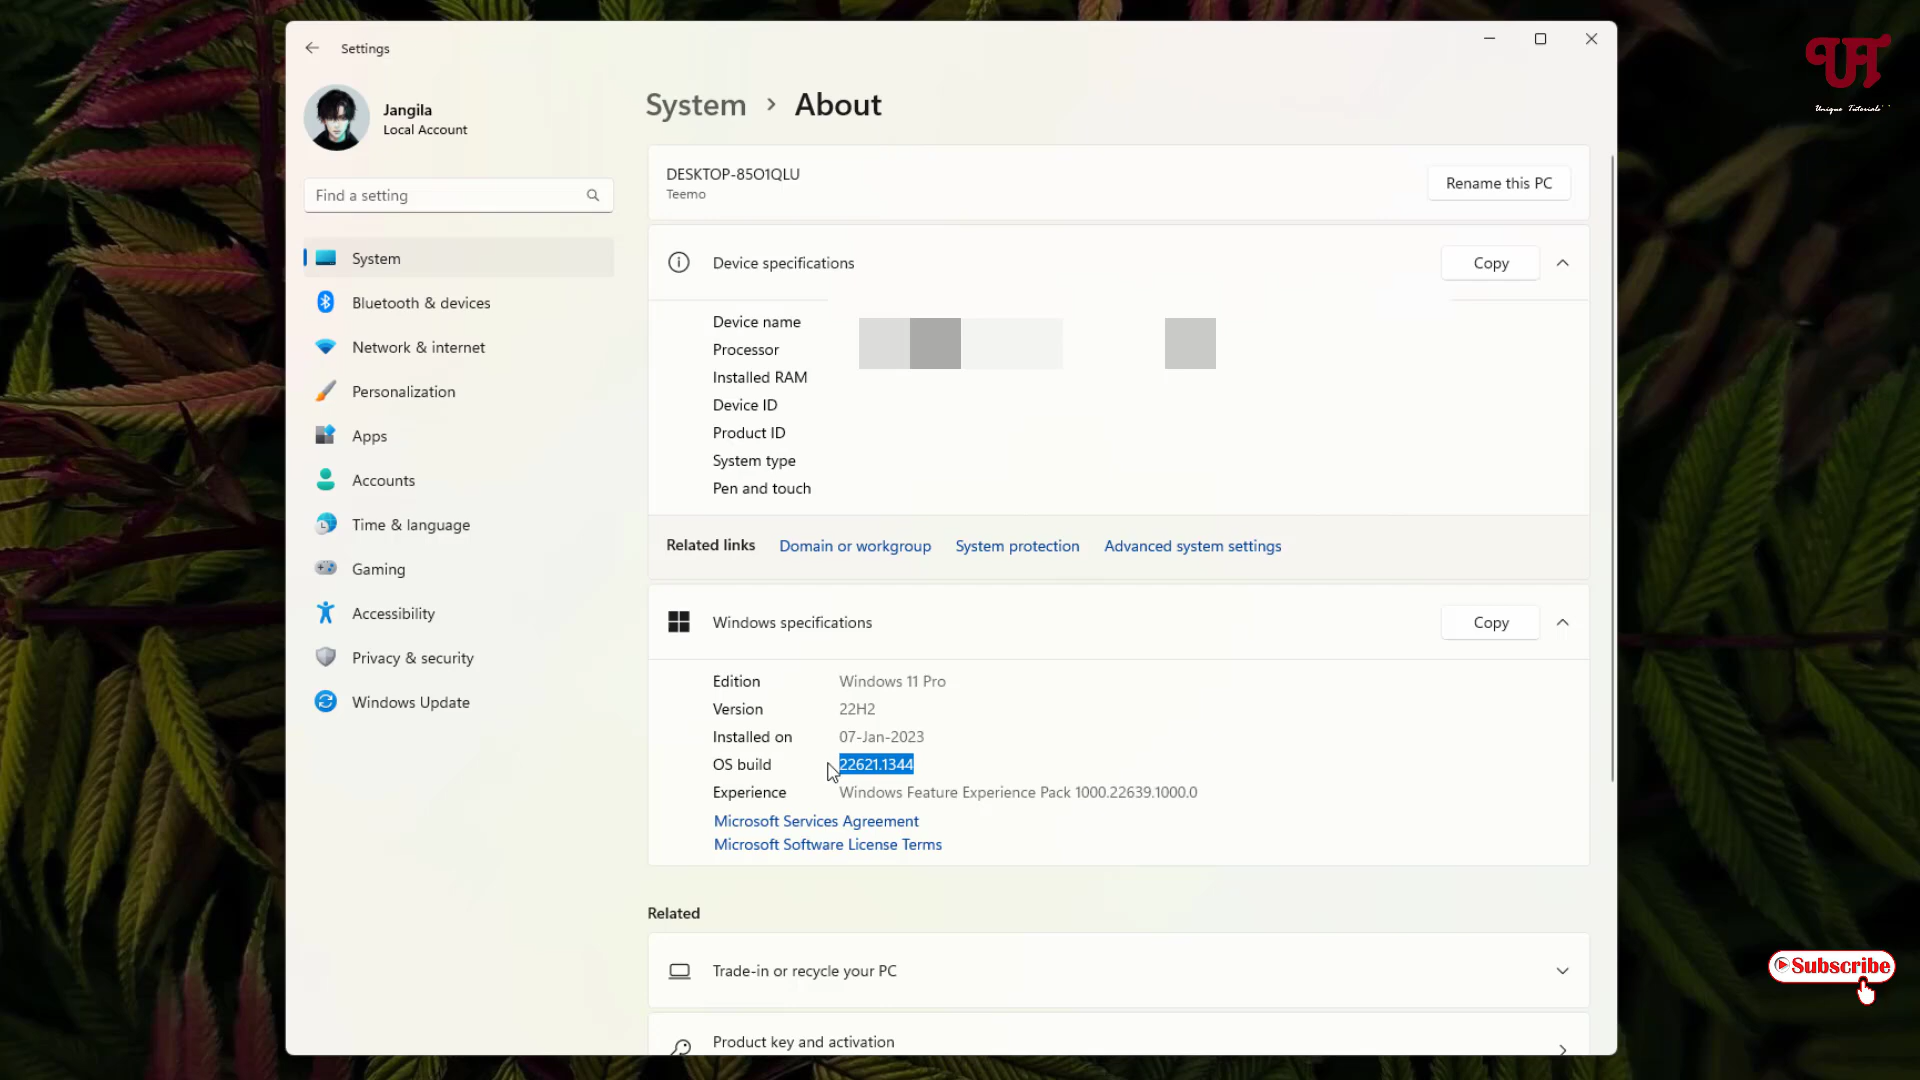 Settings
Jangila
Local Account
Find a setting
System
Bluetooth & devices
Network & internet
Personalization
Apps
Accounts
Time & language
Gaming
Accessibility
Privacy & security
Windows Update
System > About
DESKTOP-85O1QLU
Teemo
Rename this PC
Device specifications
Copy
Device name
Processor
Installed RAM
Device ID
Product ID
System type
Pen and touch
Related links Domain or workgroup System protection Advanced system settings
Windows specifications
Copy
Edition Windows 11 Pro
Version 22H2
Installed on 07-Jan-2023
OS build 22621.1344
Experience Windows Feature Experience Pack 1000.22639.1000.0
Microsoft Services Agreement
Microsoft Software License Terms
Related
Trade-in or recycle your PC
Product key and activation
UT
Unique Tutorials
Subscribe